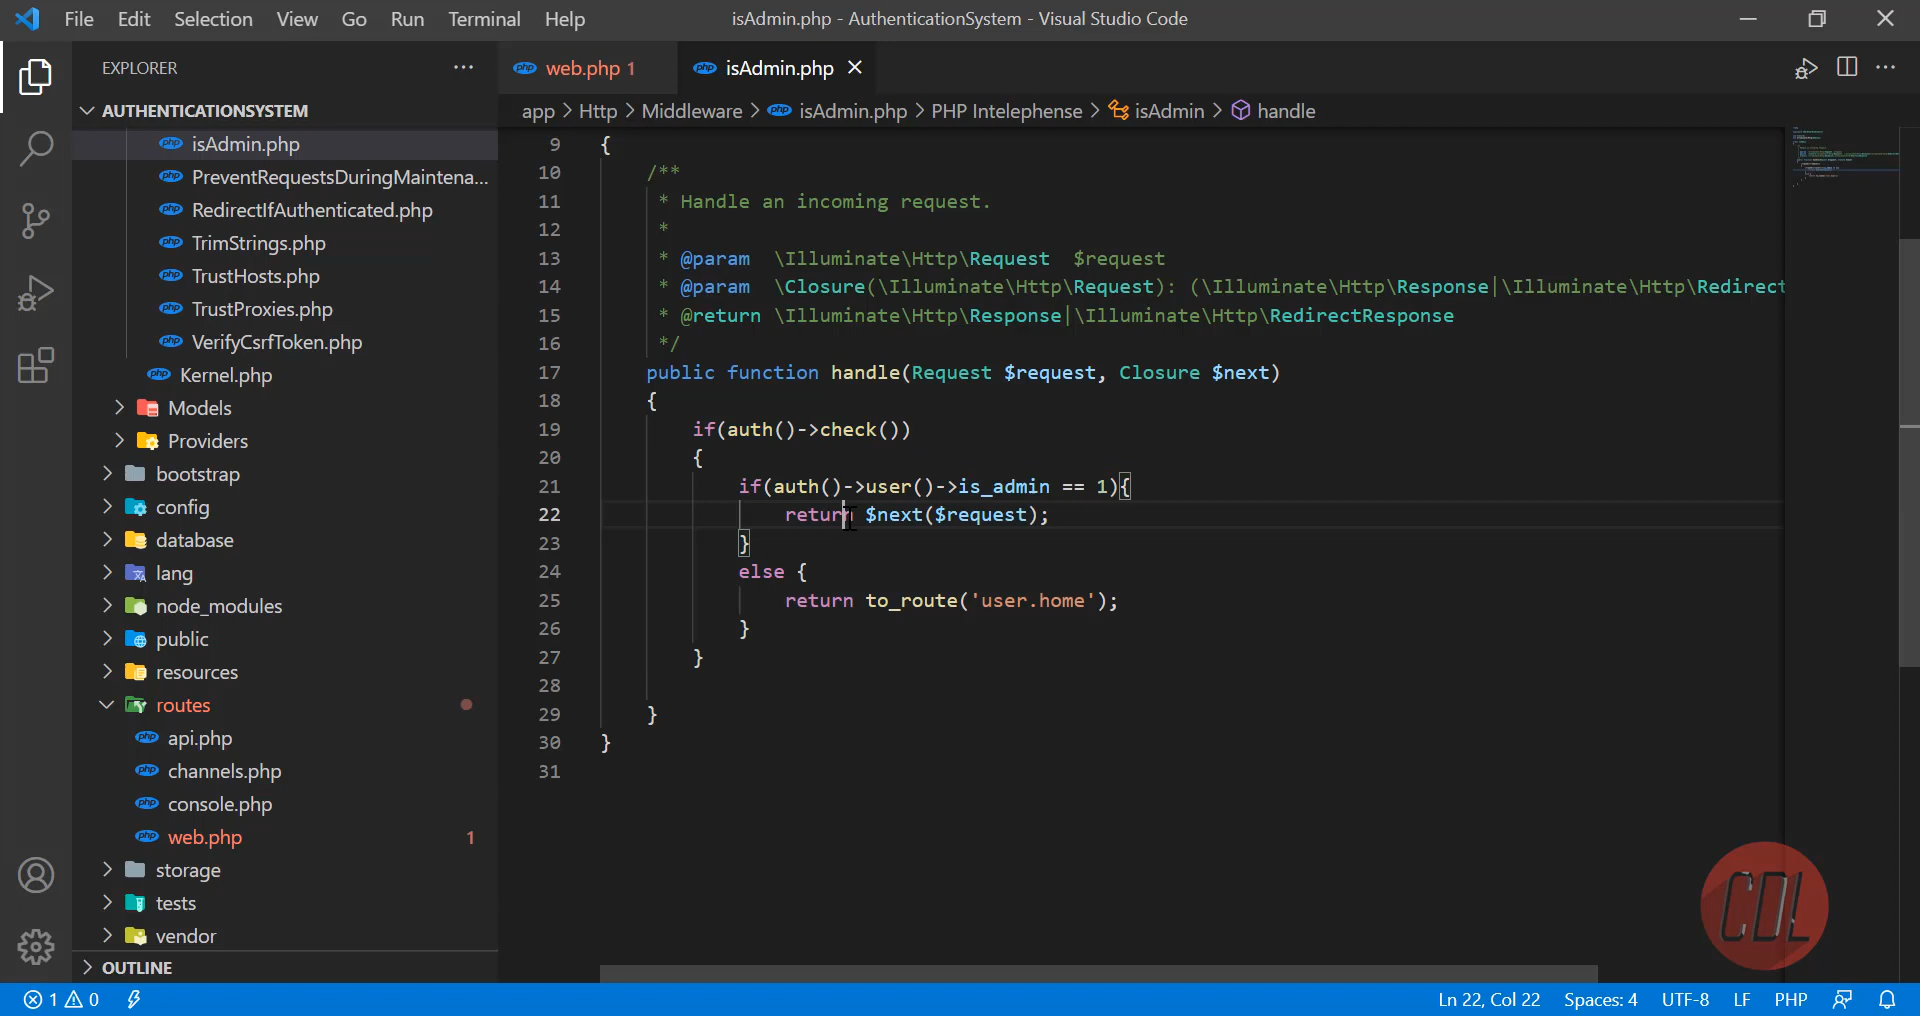 File Edit Selection View Go Run Terminal Help
isAdmin.php - AuthenticationSystem - Visual Studio Code
EXPLORER
AUTHENTICATIONSYSTEM
isAdmin.php
PreventRequestsDuringMaintena...
RedirectIfAuthenticated.php
TrimStrings.php
TrustHosts.php
TrustProxies.php
VerifyCsrfToken.php
Kernel.php
Models
Providers
bootstrap
config
database
lang
node_modules
public
resources
routes
api.php
channels.php
console.php
web.php 1
storage
tests
vendor
OUTLINE
php web.php 1
php isAdmin.php
app > Http > Middleware > php isAdmin.php > PHP Intelephense > isAdmin > handle
9 {
10 /**
11 * Handle an incoming request.
12 *
13 * @param \Illuminate\Http\Request $request
14 * @param \Closure(\Illuminate\Http\Request): (\Illuminate\Http\Response|\Illuminate\Http\Redirect
15 * @return \Illuminate\Http\Response|\Illuminate\Http\RedirectResponse
16 */
17 public function handle(Request $request, Closure $next)
18 {
19 if(auth()->check())
20 {
21 if(auth()->user()->is_admin == 1){
22 return $next($request);
23 }
24 else {
25 return to_route('user.home');
26 }
27 }
28
29 }
30 }
31
CDL
1 0
Ln 22, Col 22 Spaces: 4 UTF-8 LF PHP